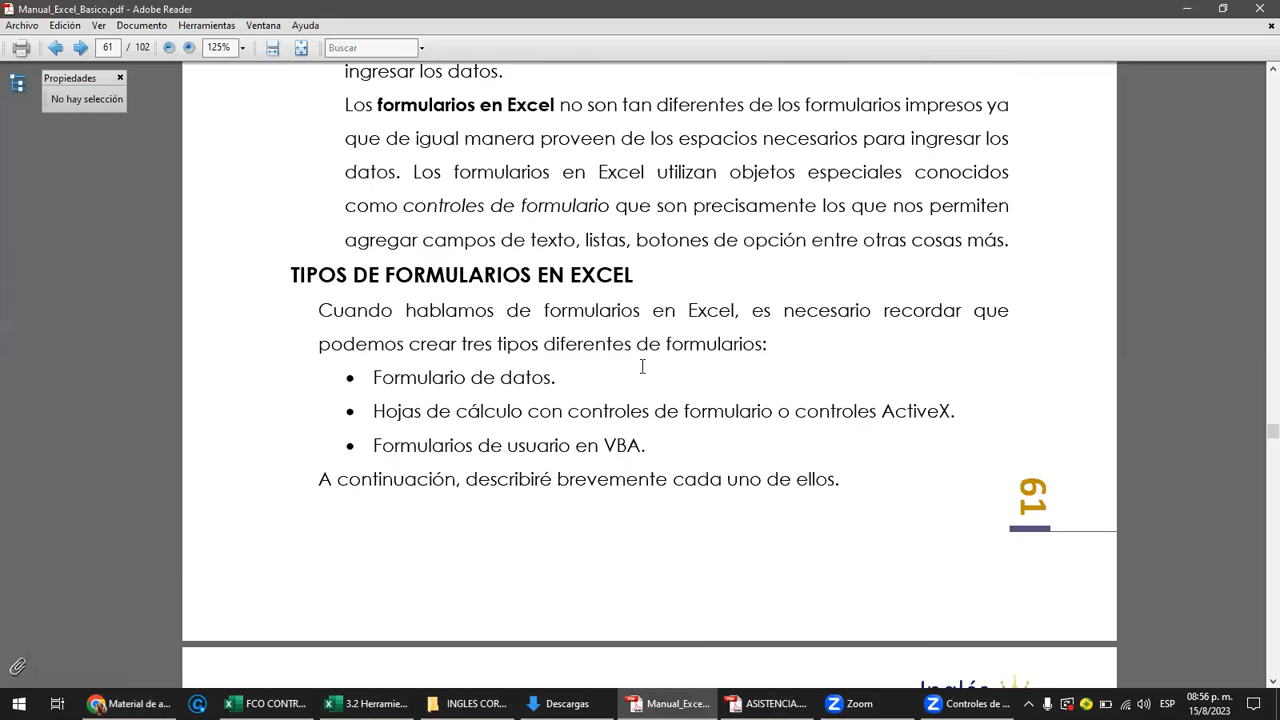 Manual_Excel_Basico.pdf - Adobe Reader
Archivo Edición Ver Documento Herramientas Ventana Ayuda
61 / 102 125% Buscar
Propiedades
No hay selección
ingresar los datos.
Los formularios en Excel no son tan diferentes de los formularios impresos ya
que de igual manera proveen de los espacios necesarios para ingresar los
datos. Los formularios en Excel utilizan objetos especiales conocidos
como controles de formulario que son precisamente los que nos permiten
agregar campos de texto, listas, botones de opción entre otras cosas más.
TIPOS DE FORMULARIOS EN EXCEL
Cuando hablamos de formularios en Excel, es necesario recordar que
podemos crear tres tipos diferentes de formularios:
• Formulario de datos.
• Hojas de cálculo con controles de formulario o controles ActiveX.
• Formularios de usuario en VBA.
A continuación, describiré brevemente cada uno de ellos.
61
Inglés
Material de a... FCO CONTR... 3.2 Herramie... INGLES COR... Descargas Manual_Exce... ASISTENCIA.... Zoom Controles de ... ESP 08:56 p. m.
15/8/2023